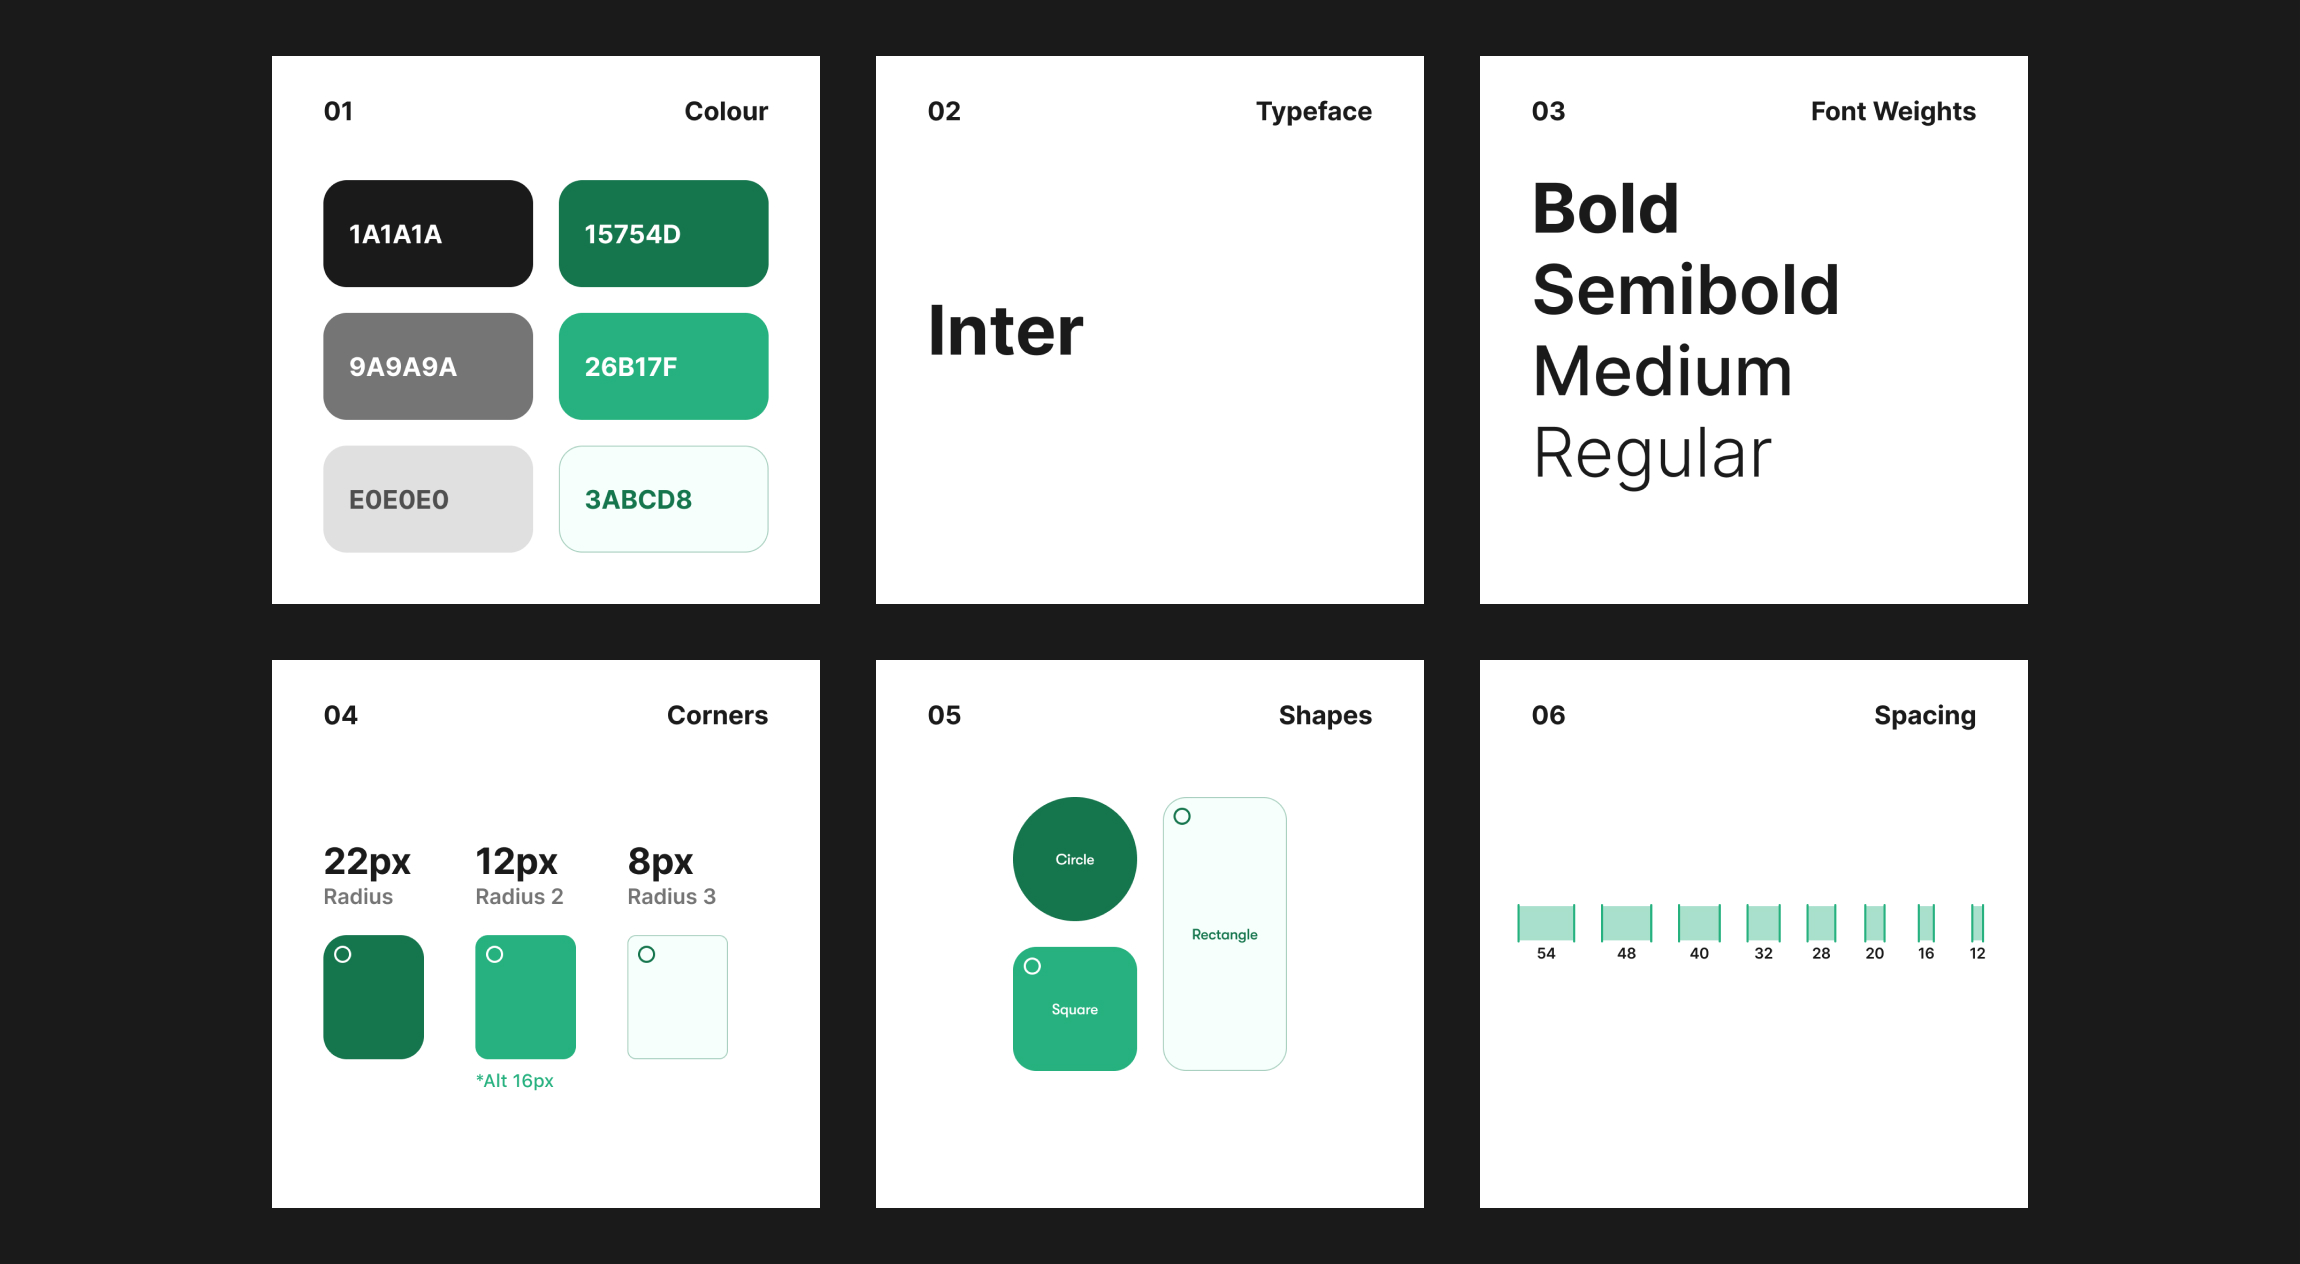 01
Colour
1A1A1A
15754D
9A9A9A
26B17F
E0E0E0
3ABCD8
02
Typeface
Inter
03
Font Weights
Bold
Semibold
Medium
Regular
04
Corners
22px
Radius
12px
Radius 2
8px
Radius 3
*Alt 16px
05
Shapes
Circle
Rectangle
Square
06
Spacing
54 48 40 32 28 20 16 12